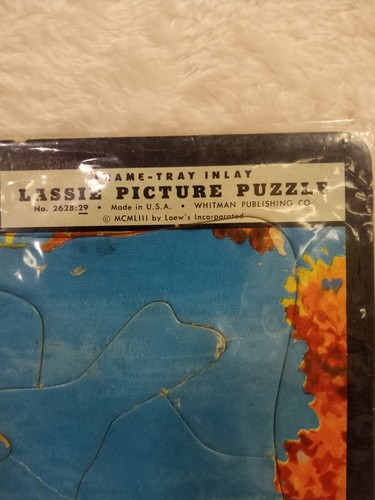 FRAME-TRAY INLAY
LASSIE PICTURE PUZZLE
No. 2628:29 • Made in U.S.A. • WHITMAN PUBLISHING CO
© MCMLIII by Loew's Incorporated